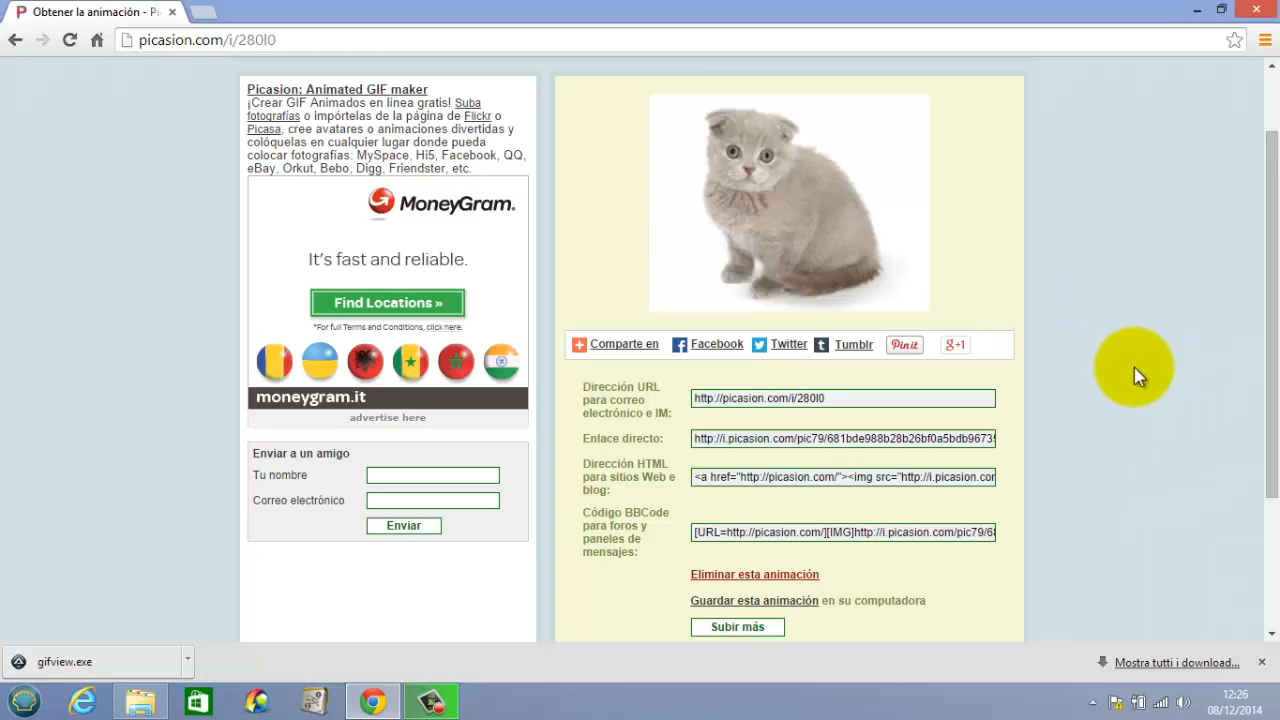 Obtener la animación - Pi
picasion.com/i/280I0
Picasion: Animated GIF maker
¡Crear GIF Animados en línea gratis! Suba
fotografías o impórtelas de la página de Flickr o
Picasa, cree avatares o animaciones divertidas y
colóquelas en cualquier lugar donde pueda
colocar fotografías: MySpace, Hi5, Facebook, QQ,
eBay, Orkut, Bebo, Digg, Friendster, etc.
MoneyGram.
It's fast and reliable.
Find Locations »
*For full Terms and Conditions, click here.
moneygram.it
advertise here
Enviar a un amigo
Tu nombre
Correo electrónico
Enviar
Comparte en
Facebook
Twitter
Tumblr
Pin it
g+1
Dirección URL
para correo
electrónico e IM:
http://picasion.com/i/280I0
Enlace directo:
http://i.picasion.com/pic79/681bde988b28b26bf0a5bdb9673
Dirección HTML
para sitios Web e
blog:
<a href="http://picasion.com/"><img src="http://i.picasion.com
Código BBCode
para foros y
paneles de
mensajes:
[URL=http://picasion.com/][IMG]http://i.picasion.com/pic79/6
Eliminar esta animación
Guardar esta animación en su computadora
Subir más
gifview.exe
Mostra tutti i download...
12:26
08/12/2014